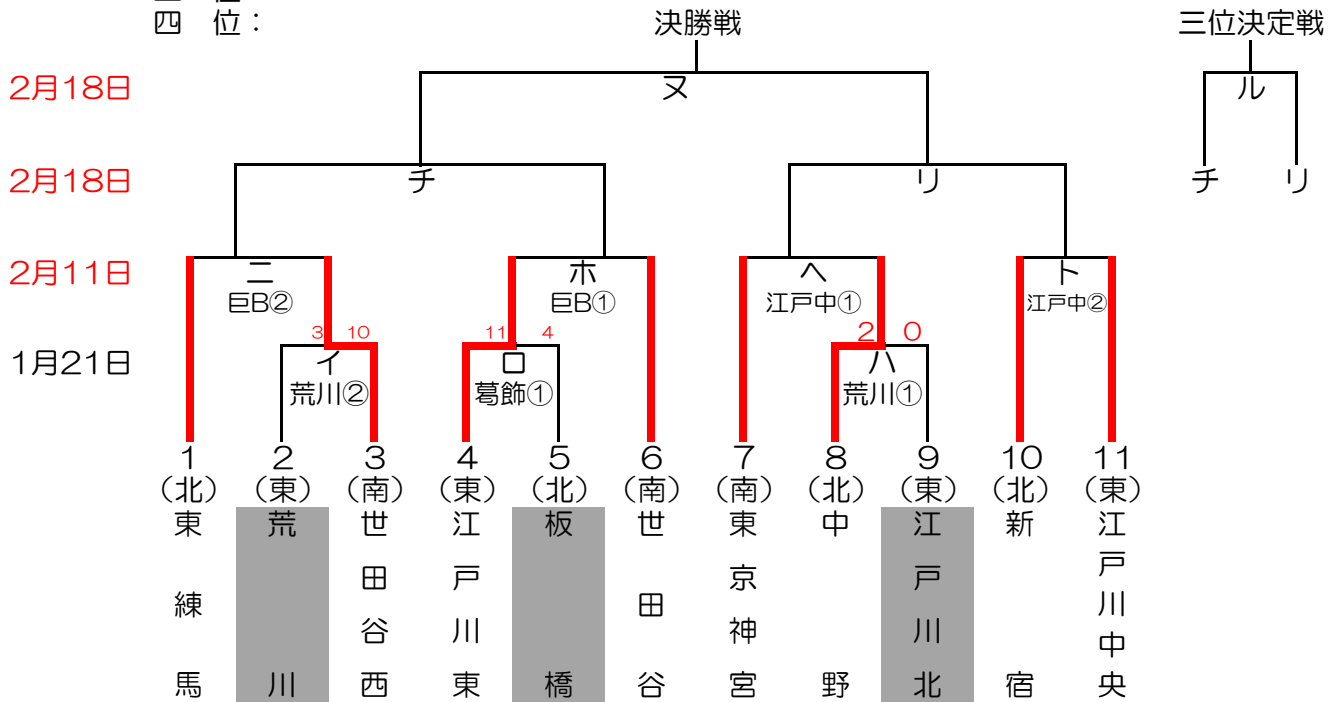 四　位：
決勝戦
三位決定戦
2月18日
ヌ
ル
2月18日
チ
リ
チ
リ
2月11日
ニ
ホ
ヘ
ト
巨B②
巨B①
江戸中①
江戸中②
3 10
11 4
2 0
1月21日
イ
ロ
ハ
荒川②
葛飾①
荒川①
1 2 3 4 5 6 7 8 9 10 11
（北） （東） （南） （東） （北） （南） （南） （北） （東） （北） （東）
東練馬
荒川
世田谷西
江戸川東
板橋
世田谷
東京神宮
中野
江戸川北
新宿
江戸川中央